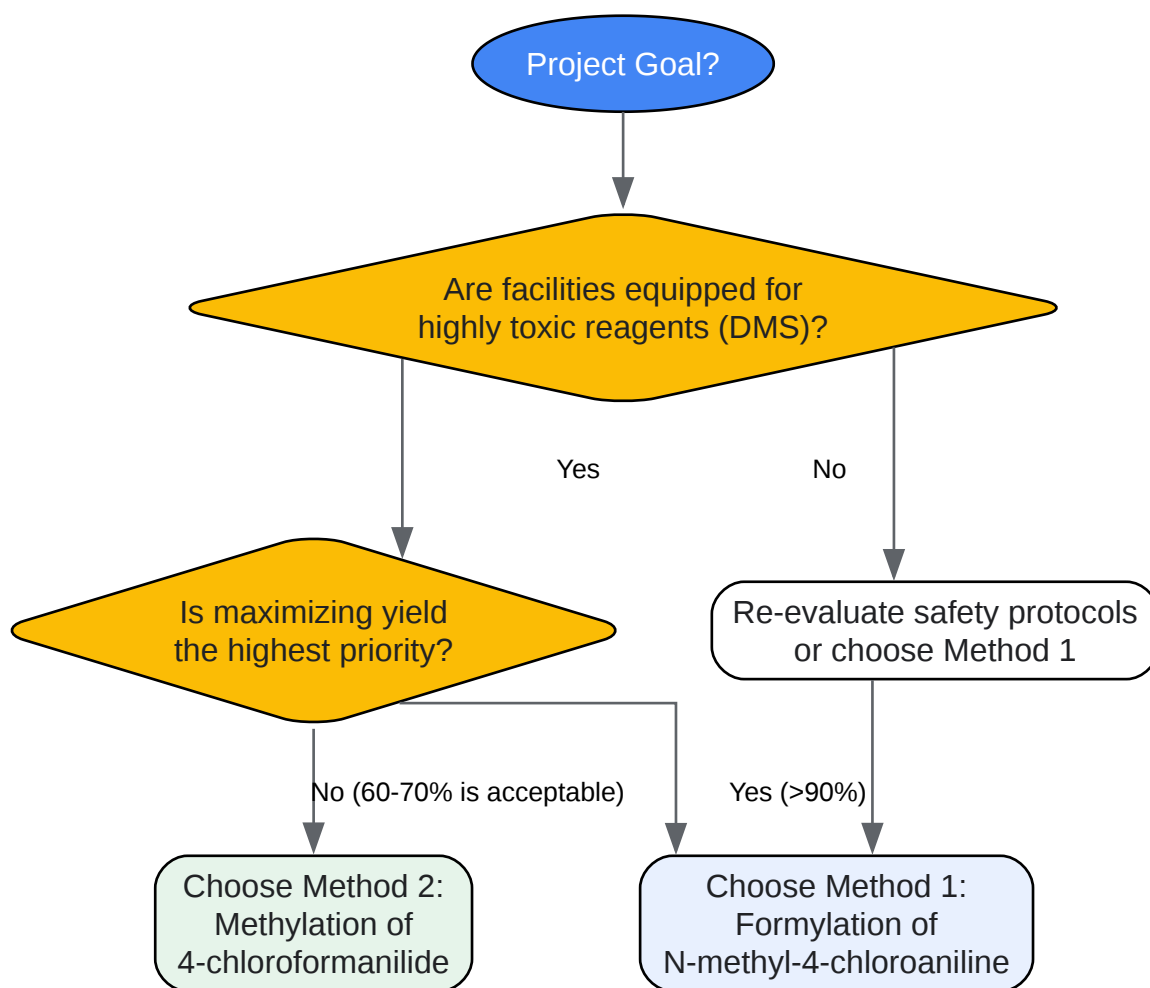 Project Goal?
Are facilities equipped for
highly toxic reagents (DMS)?
Yes
No
Is maximizing yield
the highest priority?
Re-evaluate safety protocols
or choose Method 1
No (60-70% is acceptable)
Yes (>90%)
Choose Method 2:
Methylation of
4-chloroformanilide
Choose Method 1:
Formylation of
N-methyl-4-chloroaniline